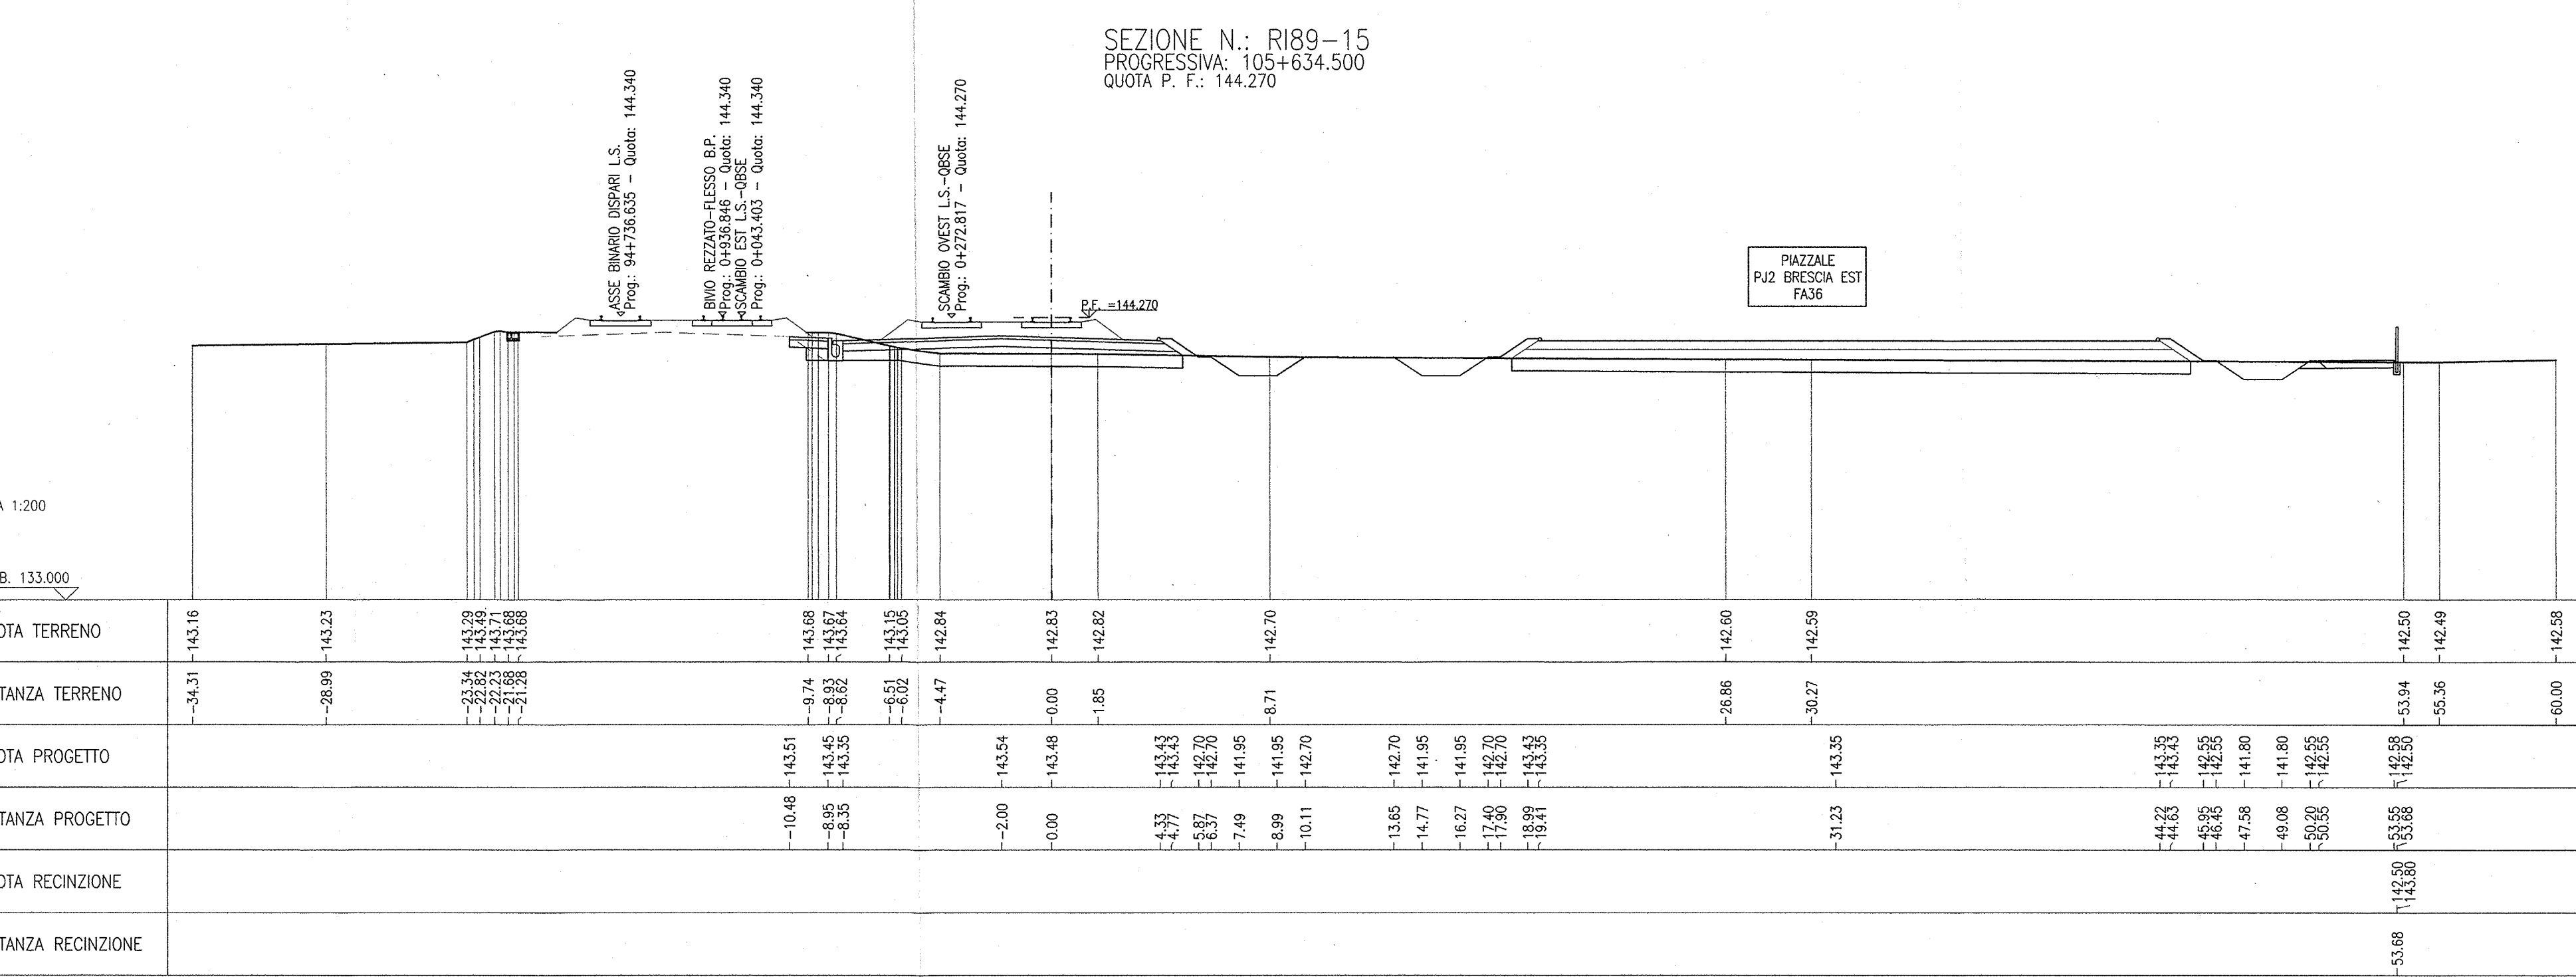 SEZIONE N.: RI89-15
PROGRESSIVA: 105+634.500
QUOTA P. F.: 144.270
ASSE BINARIO DISPARI L.S.
Prog.: 94+736.635 - Quota: 144.340
BIVIO REZZATO-FLESSO B.P.
Prog.: 0+936.846 - Quota: 144.340
SCAMBIO EST L.S.-QBSE
Prog.: 0+043.403 - Quota: 144.340
SCAMBIO OVEST L.S.-QBSE
Prog.: 0+272.817 - Quota: 144.270
P.F. =144.270
PIAZZALE
PJ2 BRESCIA EST
FA36
A 1:200
B. 133.000
OTA TERRENO 143.16 143.23 143.29 143.49 143.71 143.68 143.68 143.68 143.67 143.64 143.15 143.05 142.84 142.83 142.82 142.70 142.60 142.59 142.50 142.49 142.58
TANZA TERRENO -34.31 -28.99 -23.34 -22.82 -22.23 -21.68 -21.28 -9.74 -8.93 -8.62 -6.51 -6.02 -4.47 0.00 1.85 8.71 26.86 30.27 53.94 55.36 60.00
OTA PROGETTO 143.51 143.45 143.35 143.54 143.48 143.43 143.43 142.70 142.70 141.95 141.95 142.70 142.70 141.95 141.95 142.70 142.70 143.43 143.35 143.35 143.35 143.43 142.55 142.55 141.80 141.80 142.55 142.55 142.58 142.50
TANZA PROGETTO -10.48 -8.95 -8.35 -2.00 0.00 4.33 4.77 5.87 6.37 7.49 8.99 10.11 13.65 14.77 16.27 17.40 17.90 18.99 19.41 31.23 44.22 44.63 45.95 46.45 47.58 49.08 50.20 50.55 53.55 53.68
OTA RECINZIONE 142.50 143.80
TANZA RECINZIONE 53.68